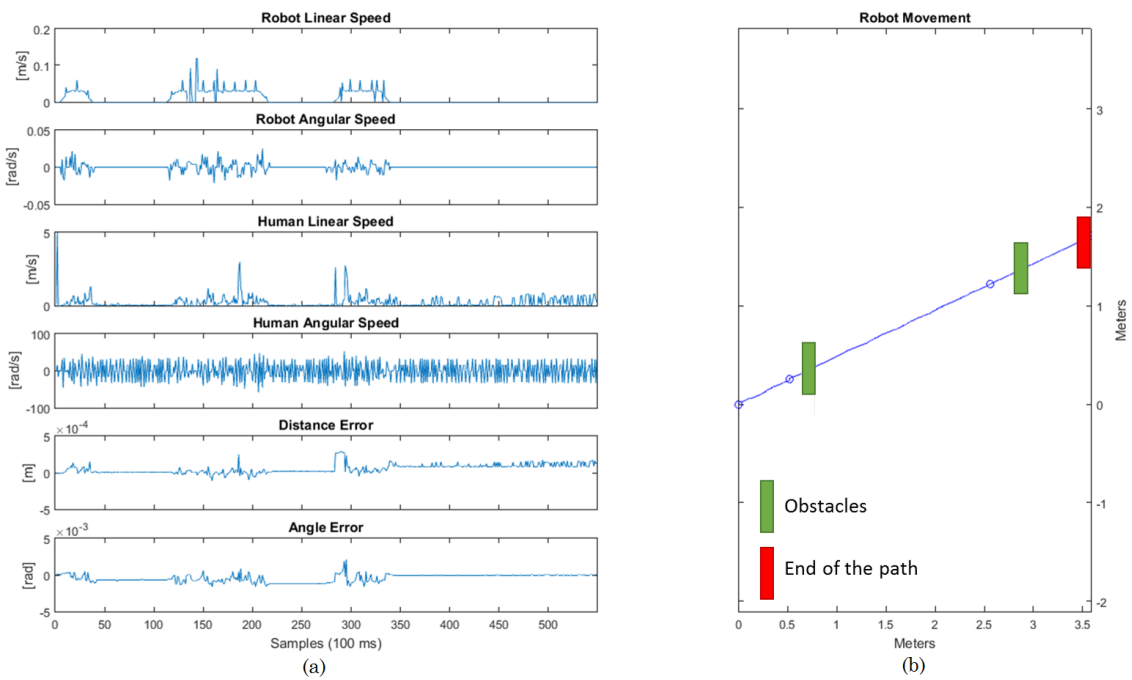 Robot Linear Speed
0.2
0.1
0
[m/s]
Robot Angular Speed
0.05
0
-0.05
[rad/s]
Human Linear Speed
5
0
[m/s]
Human Angular Speed
100
0
-100
[rad/s]
Distance Error
×10^-4
5
0
-5
[m]
Angle Error
×10^-3
5
0
-5
[rad]
0 50 100 150 200 250 300 350 400 450 500
Samples (100 ms)
(a)
Robot Movement
3
2
1
0
-1
-2
Meters
Obstacles
End of the path
0 0.5 1 1.5 2 2.5 3 3.5
Meters
(b)